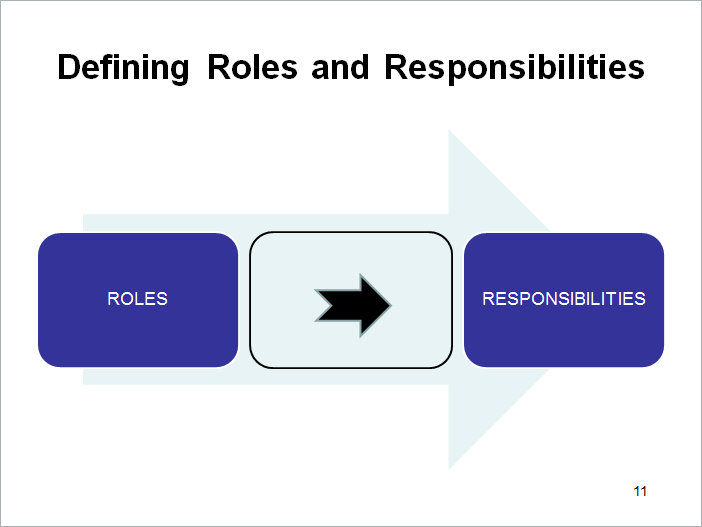 Defining Roles and Responsibilities
ROLES
RESPONSIBILITIES
11